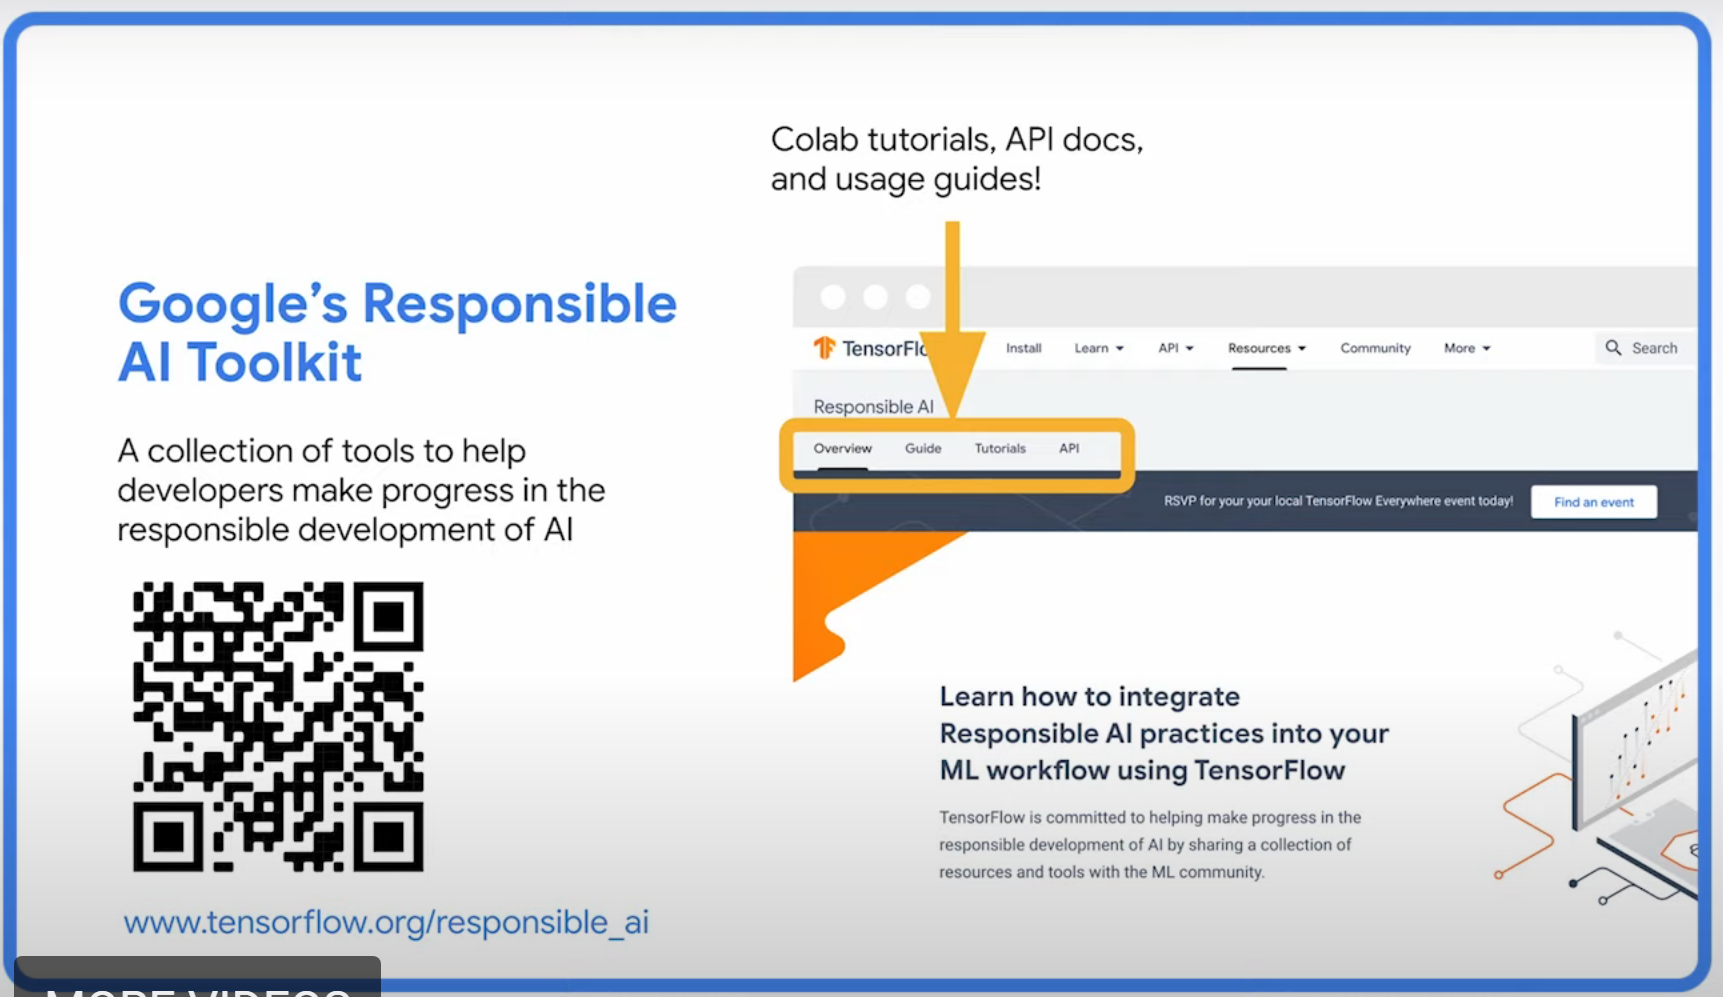 Colab tutorials, API docs,
and usage guides!
Google's Responsible
AI Toolkit
A collection of tools to help
developers make progress in the
responsible development of AI
www.tensorflow.org/responsible_ai
Install Learn API Resources Community More Search
Responsible AI
Overview Guide Tutorials API
RSVP for your your local TensorFlow Everywhere event today! Find an event
Learn how to integrate
Responsible AI practices into your
ML workflow using TensorFlow
TensorFlow is committed to helping make progress in the
responsible development of AI by sharing a collection of
resources and tools with the ML community.
MORE VIDEOS